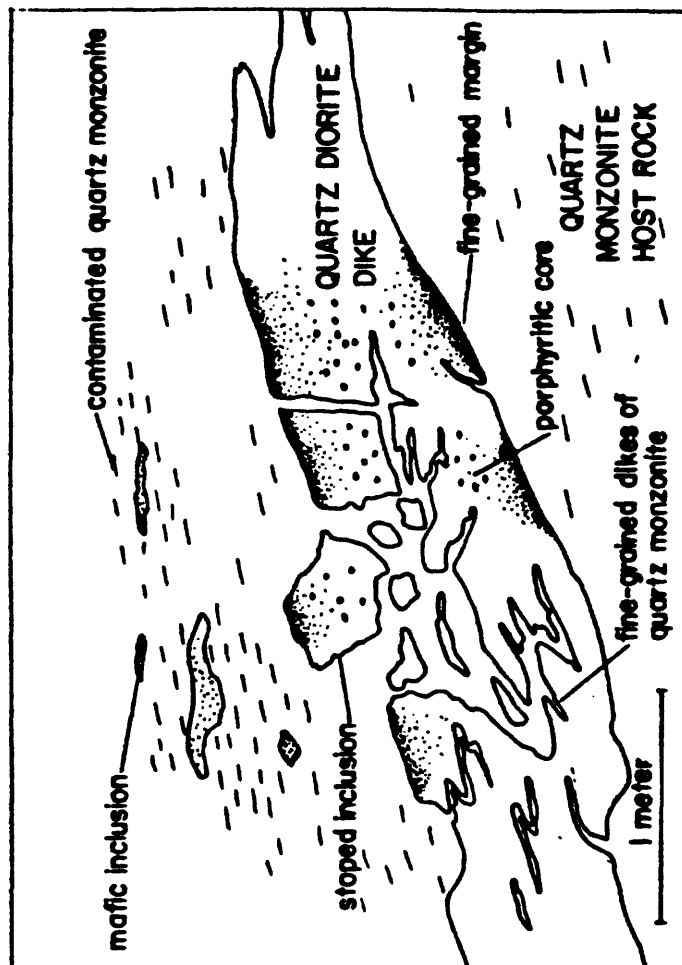 mafic inclusion
contaminated quartz monzonite
stoped inclusion
QUARTZ DIORITE
DIKE
fine-grained margin
porphyritic core
QUARTZ
MONZONITE
HOST ROCK
fine-grained dikes of
quartz monzonite
1 meter